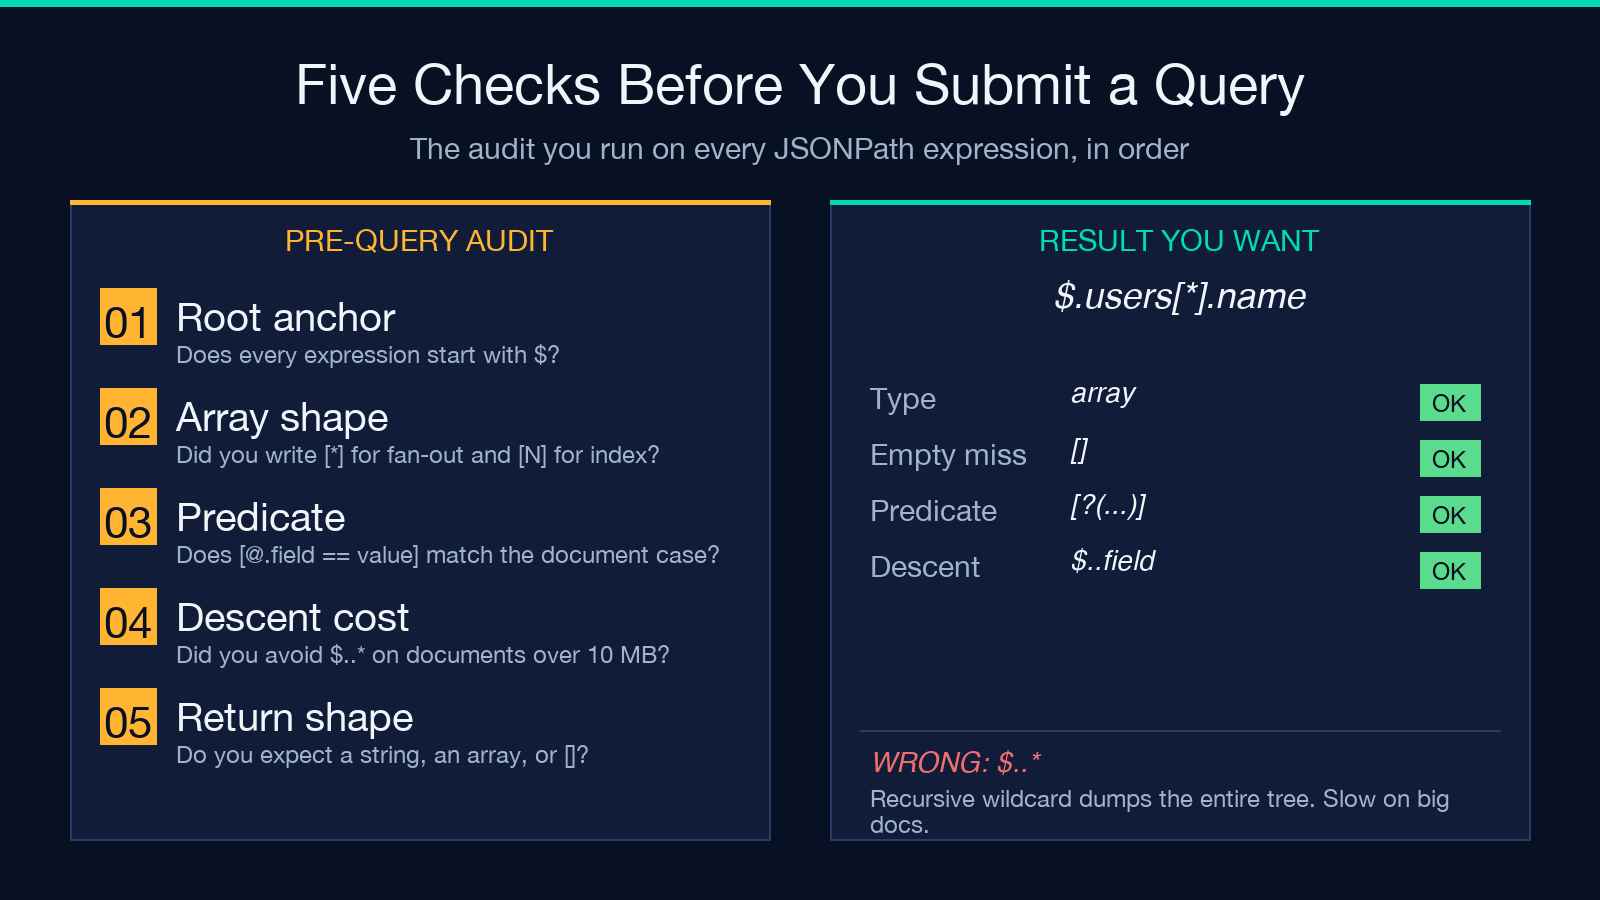 Five Checks Before You Submit a Query
The audit you run on every JSONPath expression, in order
PRE-QUERY AUDIT
01
Root anchor
Does every expression start with $?
02
Array shape
Did you write [*] for fan-out and [N] for index?
03
Predicate
Does [@.field == value] match the document case?
04
Descent cost
Did you avoid $..* on documents over 10 MB?
05
Return shape
Do you expect a string, an array, or []?
RESULT YOU WANT
$.users[*].name
Type array OK
Empty miss [] OK
Predicate [?(...)] OK
Descent $..field OK
WRONG: $..*
Recursive wildcard dumps the entire tree. Slow on big
docs.